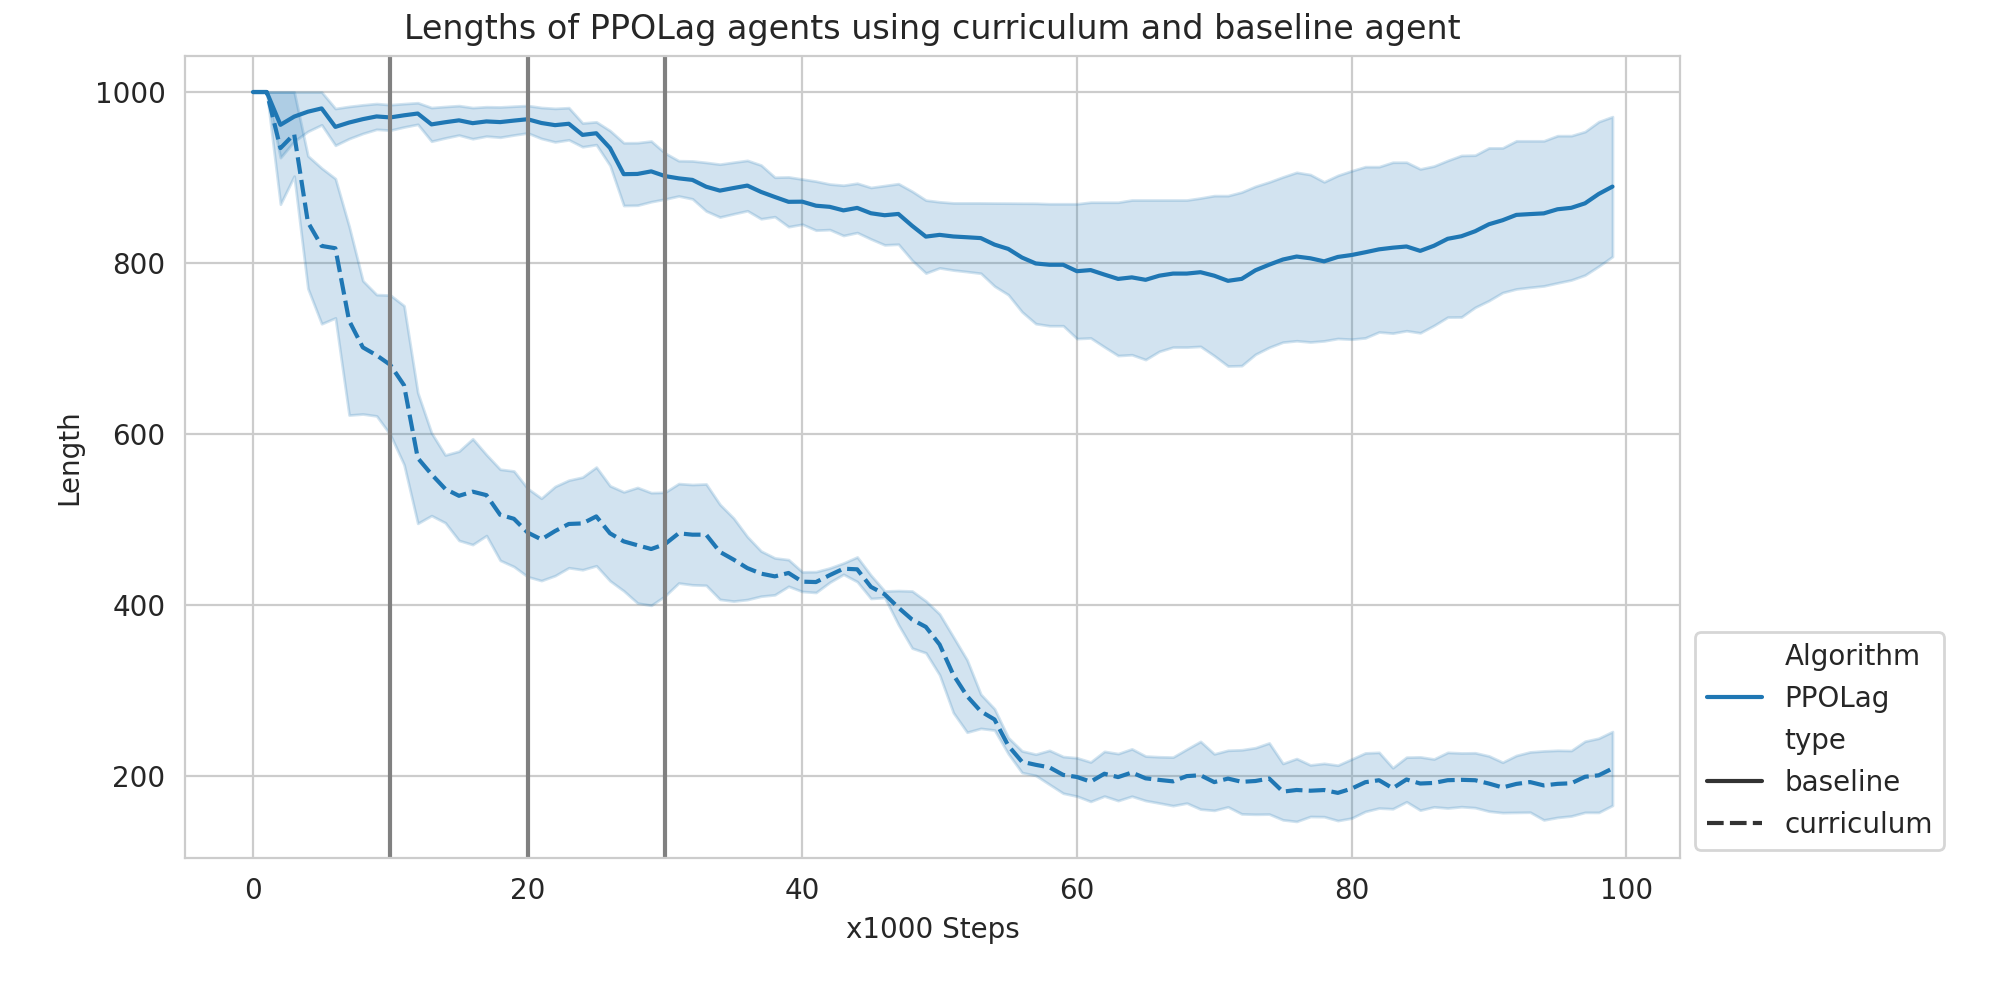 Lengths of PPOLag agents using curriculum and baseline agent
1000
800
600
400
200
Length
0 20 40 60 80 100
x1000 Steps
Algorithm
PPOLag
type
baseline
curriculum